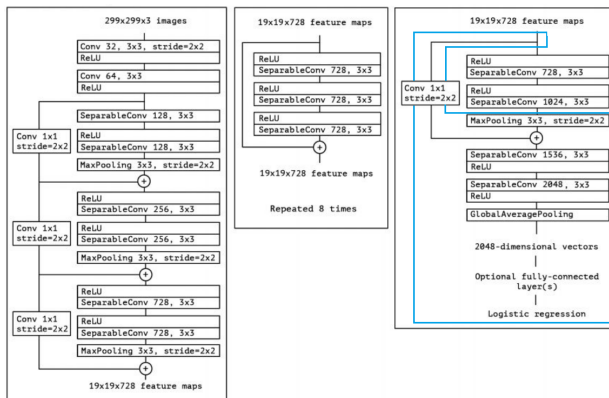 299x299x3 images
Conv 32, 3x3, stride=2x2
ReLU
Conv 64, 3x3
ReLU
SeparableConv 128, 3x3
Conv 1x1
stride=2x2
ReLU
SeparableConv 128, 3x3
MaxPooling 3x3, stride=2x2
+
ReLU
SeparableConv 256, 3x3
Conv 1x1
stride=2x2
ReLU
SeparableConv 256, 3x3
MaxPooling 3x3, stride=2x2
+
ReLU
SeparableConv 728, 3x3
Conv 1x1
stride=2x2
ReLU
SeparableConv 728, 3x3
MaxPooling 3x3, stride=2x2
+
19x19x728 feature maps
19x19x728 feature maps
ReLU
SeparableConv 728, 3x3
ReLU
SeparableConv 728, 3x3
ReLU
SeparableConv 728, 3x3
+
19x19x728 feature maps
Repeated 8 times
19x19x728 feature maps
ReLU
SeparableConv 728, 3x3
Conv 1x1
stride=2x2
ReLU
SeparableConv 1024, 3x3
MaxPooling 3x3, stride=2x2
+
SeparableConv 1536, 3x3
ReLU
SeparableConv 2048, 3x3
ReLU
GlobalAveragePooling
2048-dimensional vectors
Optional fully-connected
layer(s)
Logistic regression